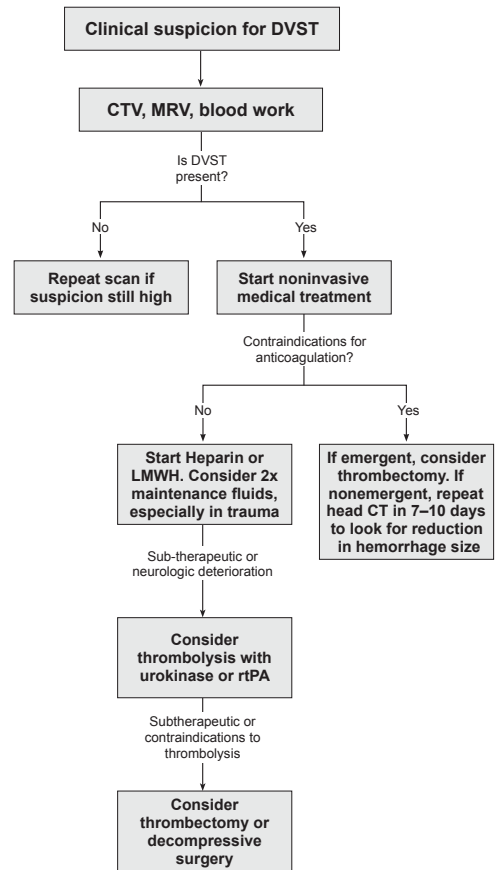 Clinical suspicion for DVST
CTV, MRV, blood work
Is DVST
present?
No
Yes
Repeat scan if
suspicion still high
Start noninvasive
medical treatment
Contraindications for
anticoagulation?
No
Yes
Start Heparin or
LMWH. Consider 2x
maintenance fluids,
especially in trauma
If emergent, consider
thrombectomy. If
nonemergent, repeat
head CT in 7–10 days
to look for reduction
in hemorrhage size
Sub-therapeutic or
neurologic deterioration
Consider
thrombolysis with
urokinase or rtPA
Subtherapeutic or
contraindications to
thrombolysis
Consider
thrombectomy or
decompressive
surgery